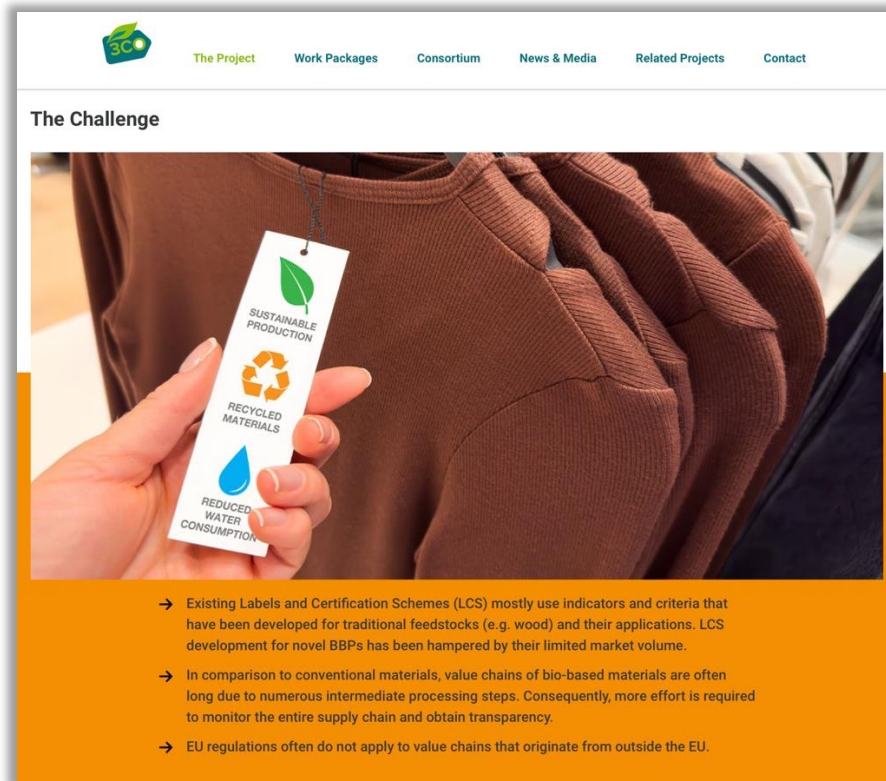 3CO
The Project
Work Packages
Consortium
News & Media
Related Projects
Contact
The Challenge
SUSTAINABLE
PRODUCTION
RECYCLED
MATERIALS
REDUCED
WATER
CONSUMPTION
→ Existing Labels and Certification Schemes (LCS) mostly use indicators and criteria that
have been developed for traditional feedstocks (e.g. wood) and their applications. LCS
development for novel BBPs has been hampered by their limited market volume.
→ In comparison to conventional materials, value chains of bio-based materials are often
long due to numerous intermediate processing steps. Consequently, more effort is required
to monitor the entire supply chain and obtain transparency.
→ EU regulations often do not apply to value chains that originate from outside the EU.